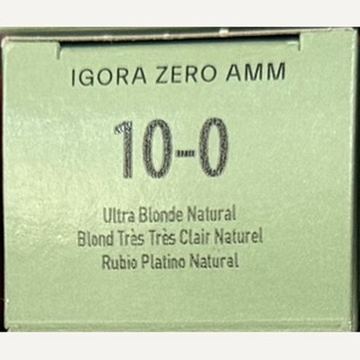 IGORA ZERO AMM
10-0
Ultra Blonde Natural
Blond Très Très Clair Naturel
Rubio Platino Natural